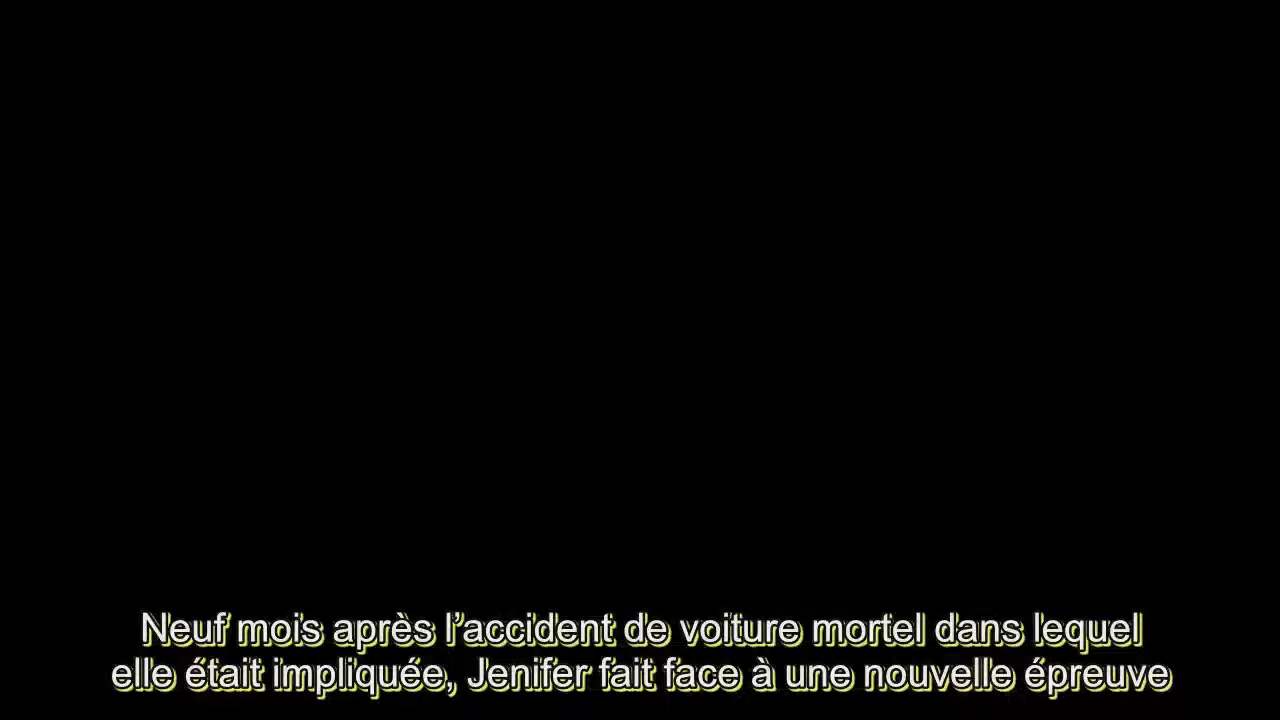 Neuf mois après l’accident de voiture mortel dans lequel
elle était impliquée, Jenifer fait face à une nouvelle épreuve